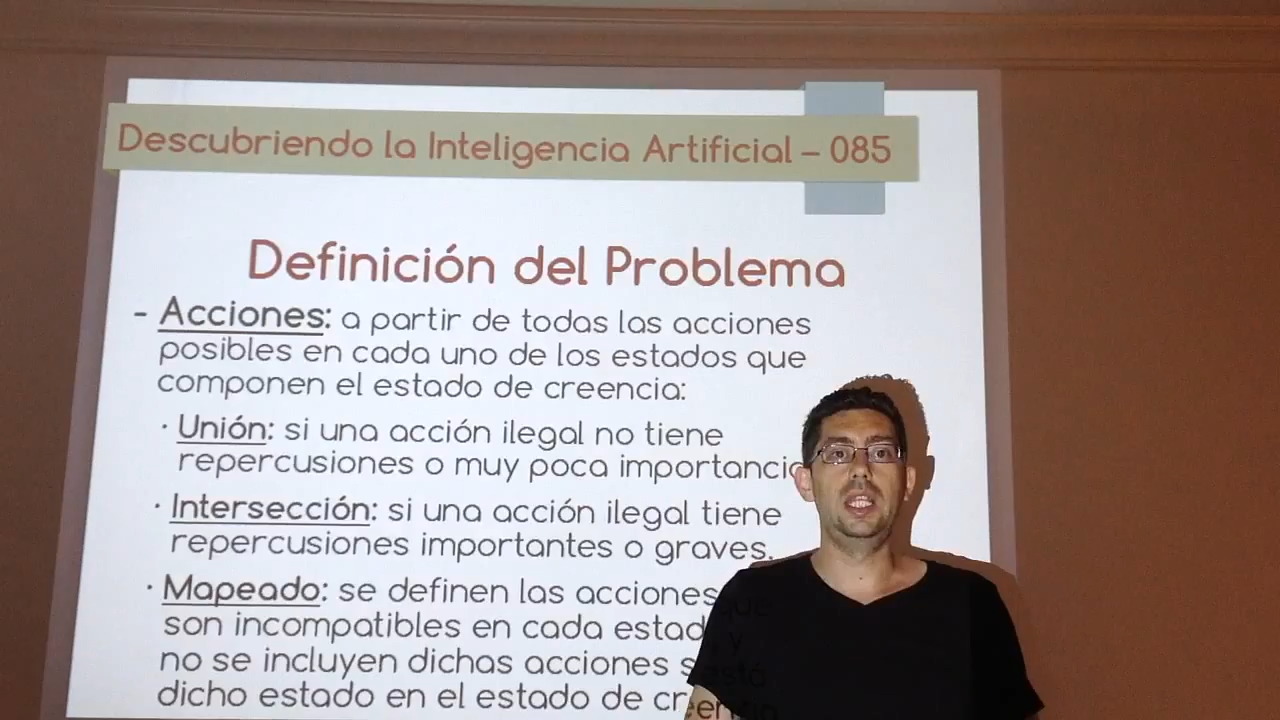 Descubriendo la Inteligencia Artificial – 085
Definición del Problema
- Acciones: a partir de todas las acciones
posibles en cada uno de los estados que
componen el estado de creencia:
· Unión: si una acción ilegal no tiene
repercusiones o muy poca importancia
· Intersección: si una acción ilegal tiene
repercusiones importantes o graves.
· Mapeado: se definen las acciones que
son incompatibles en cada estado, y
no se incluyen dichas acciones si está
dicho estado en el estado de creencia